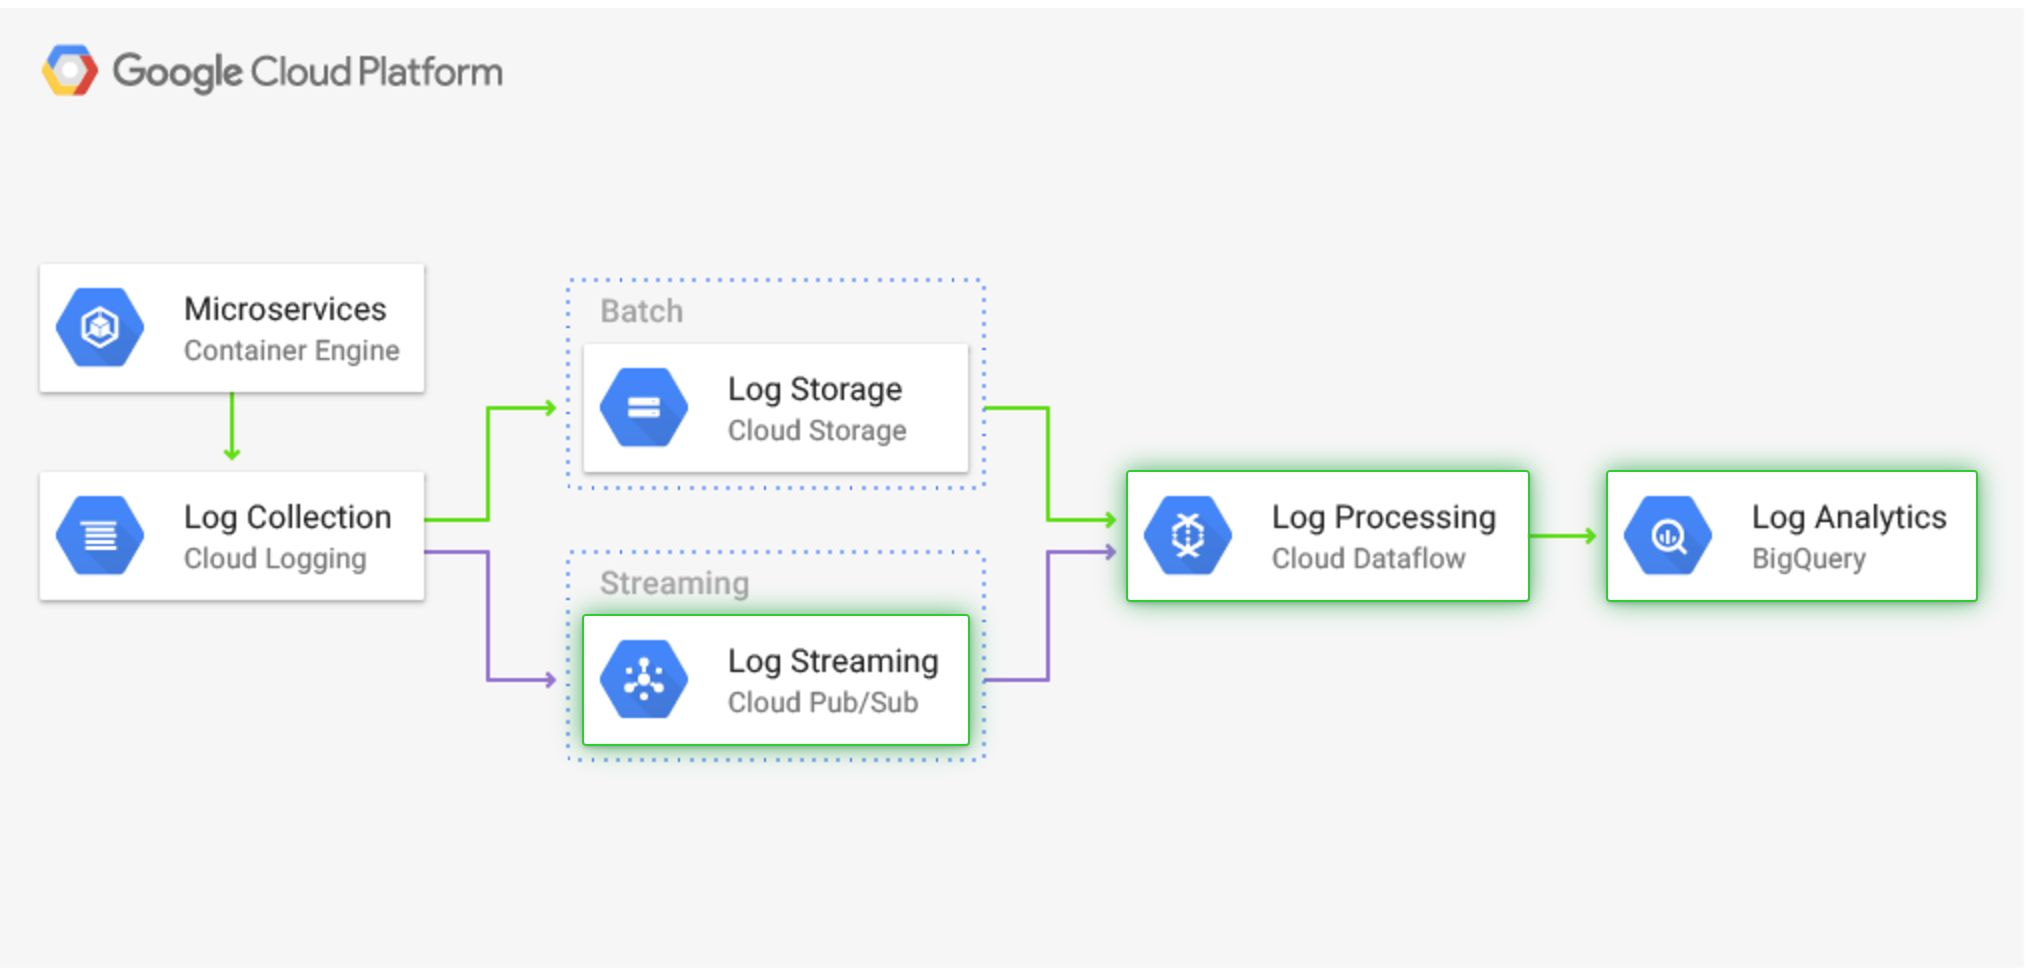 Google Cloud Platform
Microservices
Container Engine
Log Collection
Cloud Logging
Batch
Log Storage
Cloud Storage
Streaming
Log Streaming
Cloud Pub/Sub
Log Processing
Cloud Dataflow
Log Analytics
BigQuery